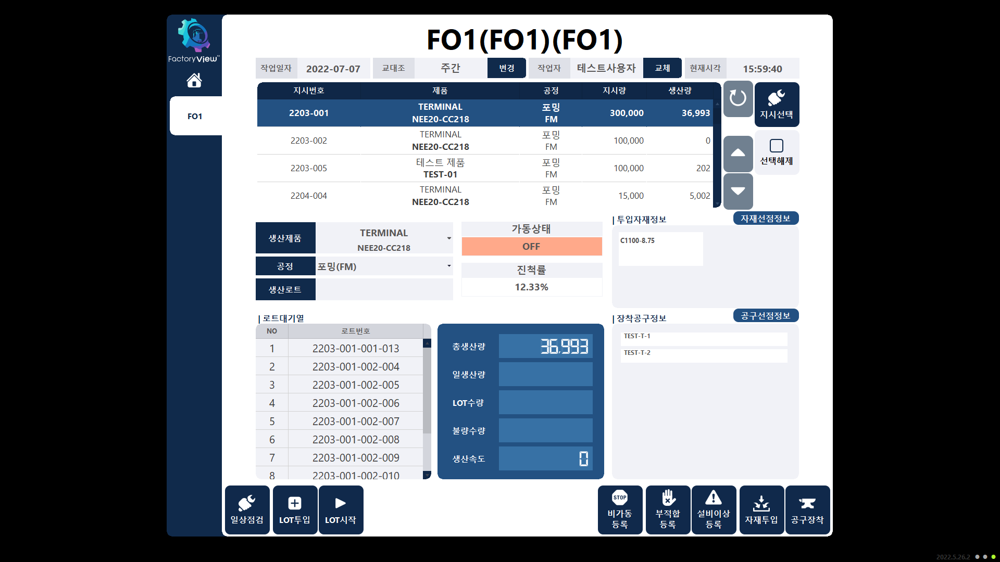 FactoryView™
FO1
FO1(FO1)(FO1)
작업일자 2022-07-07 교대조 주간 변경 작업자 테스트사용자 교체 현재시각 15:59:40
지시번호 제품 공정 지시량 생산량
2203-001 TERMINAL 포밍 300,000 36,993
NEE20-CC218 FM
2203-002 TERMINAL 포밍 100,000 0
NEE20-CC218 FM
2203-005 테스트 제품 포밍 100,000 202
TEST-01 FM
2204-004 TERMINAL 포밍 15,000 5,002
NEE20-CC218 FM
지시선택
선택해제
생산제품 TERMINAL
NEE20-CC218
공정 포밍(FM)
생산로트
가동상태
OFF
진척률
12.33%
투입자재정보 자재선점정보
C1100-8.75
로트대기열
NO 로트번호
1 2203-001-001-013
2 2203-001-002-004
3 2203-001-002-005
4 2203-001-002-006
5 2203-001-002-007
6 2203-001-002-008
7 2203-001-002-009
8 2203-001-002-010
총생산량 36,993
일생산량
LOT수량
불량수량
생산속도 0
장착공구정보 공구선점정보
TEST-T-1
TEST-T-2
일상점검
LOT투입
LOT시작
STOP
비가동
등록
부적합
등록
설비이상
등록
자재투입
공구장착
2022.5.26.2